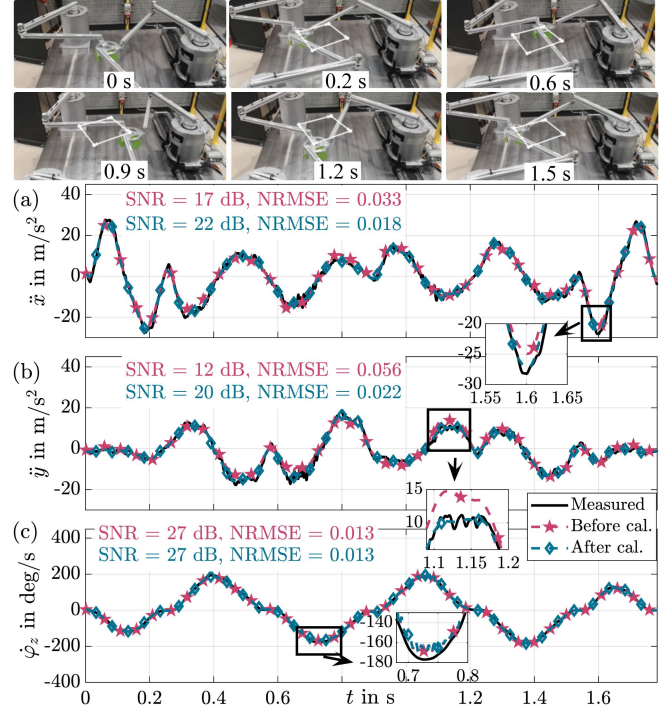 0 s
0.2 s
0.6 s
0.9 s
1.2 s
1.5 s
(a)
40
20
0
-20
ẍ in m/s²
SNR = 17 dB, NRMSE = 0.033
SNR = 22 dB, NRMSE = 0.018
-20
-25
-30
1.55 1.6 1.65
(b)
40
20
0
-20
ÿ in m/s²
SNR = 12 dB, NRMSE = 0.056
SNR = 20 dB, NRMSE = 0.022
15
10
1.1 1.15 1.2
Measured
Before cal.
After cal.
(c)
400
200
0
-200
-400
φ̇z in deg/s
SNR = 27 dB, NRMSE = 0.013
SNR = 27 dB, NRMSE = 0.013
-140
-160
-180
0.7 0.8
0 0.2 0.4 0.6 t in s 1.2 1.4 1.6